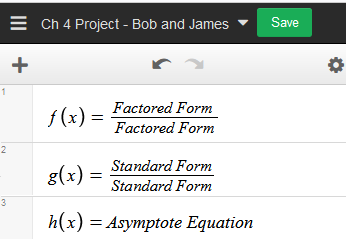 Ch 4 Project - Bob and James Save
1
f(x) = Factored Form / Factored Form
2
g(x) = Standard Form / Standard Form
3
h(x) = Asymptote Equation